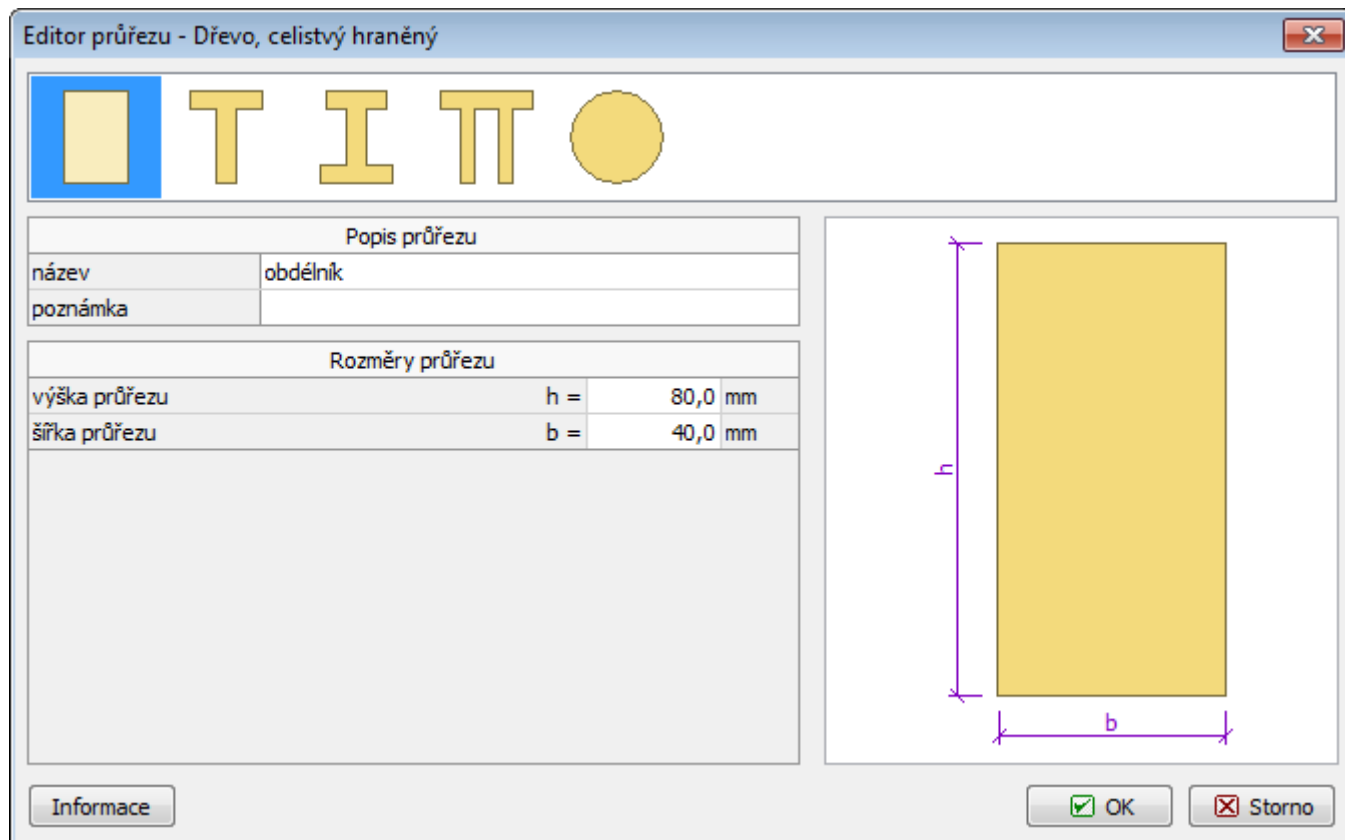 Editor průřezu - Dřevo, celistvý hraněný
Popis průřezu
název obdélník
poznámka
Rozměry průřezu
výška průřezu h = 80,0 mm
šířka průřezu b = 40,0 mm
h
b
Informace
OK
Storno